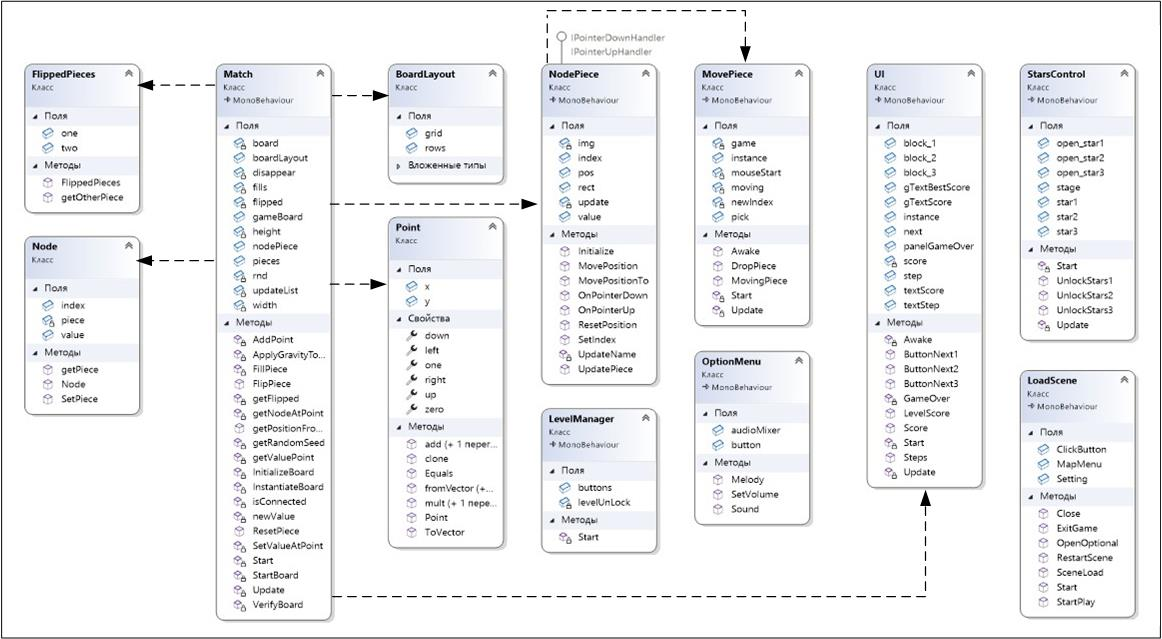 FlippedPieces
Класс
Поля
one
two
Методы
FlippedPieces
getOtherPiece
Node
Класс
Поля
index
piece
value
Методы
getPiece
Node
SetPiece
Match
Класс
MonoBehaviour
Поля
board
boardLayout
disappear
fills
flipped
gameBoard
height
nodePiece
pieces
rnd
updateList
width
Методы
AddPoint
ApplyGravityTo...
FillPiece
FlipPiece
getFlipped
getNodeAtPoint
getPositionFro...
getRandomSeed
getValuePoint
InitializeBoard
InstantiateBoard
isConnected
newValue
ResetPiece
SetValueAtPoint
Start
StartBoard
Update
VerifyBoard
BoardLayout
Класс
Поля
grid
rows
Вложенные типы
Point
Класс
Поля
x
y
Свойства
down
left
one
right
up
zero
Методы
add (+ 1 перег...
clone
Equals
fromVector (+...
mult (+ 1 пере...
Point
ToVector
IPointerDownHandler
IPointerUpHandler
NodePiece
Класс
MonoBehaviour
Поля
img
index
pos
rect
update
value
Методы
Initialize
MovePosition
MovePositionTo
OnPointerDown
OnPointerUp
ResetPosition
SetIndex
UpdateName
UpdatePiece
LevelManager
Класс
MonoBehaviour
Поля
buttons
levelUnLock
Методы
Start
MovePiece
Класс
MonoBehaviour
Поля
game
instance
mouseStart
moving
newIndex
pick
Методы
Awake
DropPiece
MovingPiece
Start
Update
OptionMenu
Класс
MonoBehaviour
Поля
audioMixer
button
Методы
Melody
SetVolume
Sound
UI
Класс
MonoBehaviour
Поля
block_1
block_2
block_3
gTextBestScore
gTextScore
instance
next
panelGameOver
score
step
textScore
textStep
Методы
Awake
ButtonNext1
ButtonNext2
ButtonNext3
GameOver
LevelScore
Score
Start
Steps
Update
StarsControl
Класс
MonoBehaviour
Поля
open_star1
open_star2
open_star3
stage
star1
star2
star3
Методы
Start
UnlockStars1
UnlockStars2
UnlockStars3
Update
LoadScene
Класс
MonoBehaviour
Поля
ClickButton
MapMenu
Setting
Методы
Close
ExitGame
OpenOptional
RestartScene
SceneLoad
Start
StartPlay